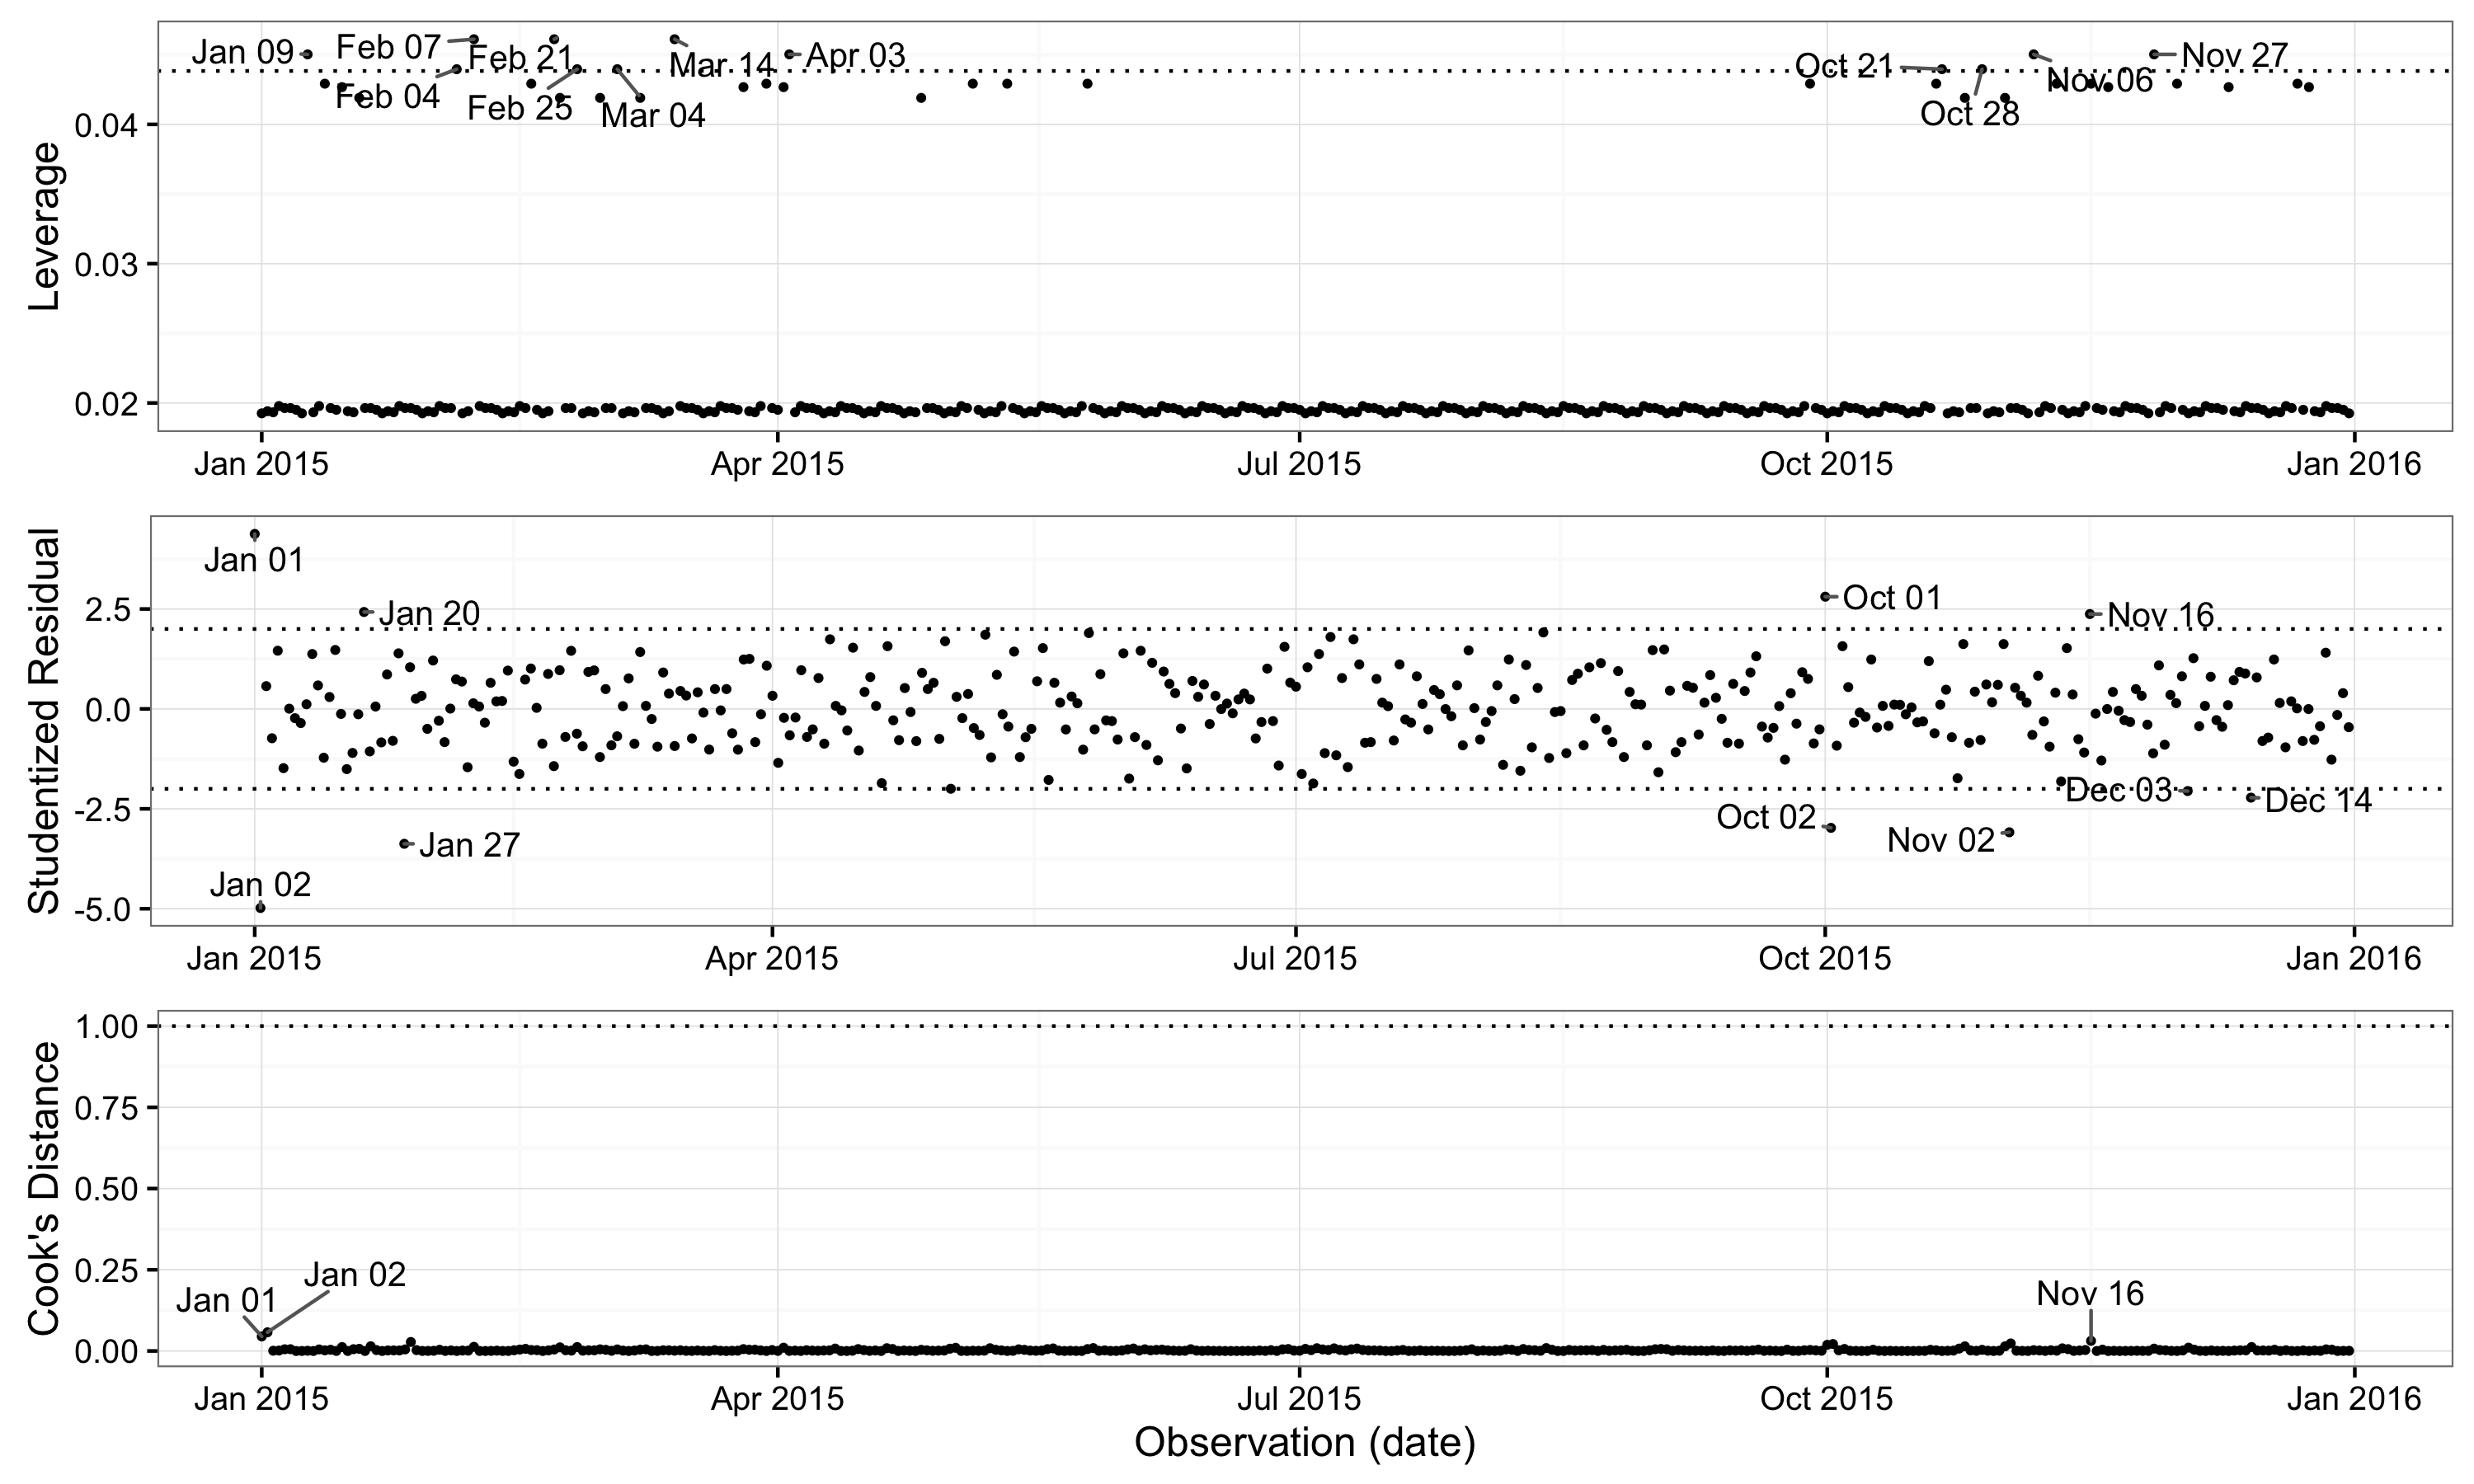 Leverage
0.04
0.03
0.02
Jan 09
Feb 07
Feb 21
Mar 14
Apr 03
Oct 21
Nov 06
Nov 27
Feb 04
Feb 25
Mar 04
Oct 28
Jan 2015
Apr 2015
Jul 2015
Oct 2015
Jan 2016
Studentized Residual
2.5
0.0
-2.5
-5.0
Jan 01
Jan 20
Oct 01
Nov 16
Dec 03
Dec 14
Oct 02
Nov 02
Jan 27
Jan 02
Jan 2015
Apr 2015
Jul 2015
Oct 2015
Jan 2016
Cook's Distance
1.00
0.75
0.50
0.25
0.00
Jan 02
Jan 01
Nov 16
Jan 2015
Apr 2015
Jul 2015
Oct 2015
Jan 2016
Observation (date)